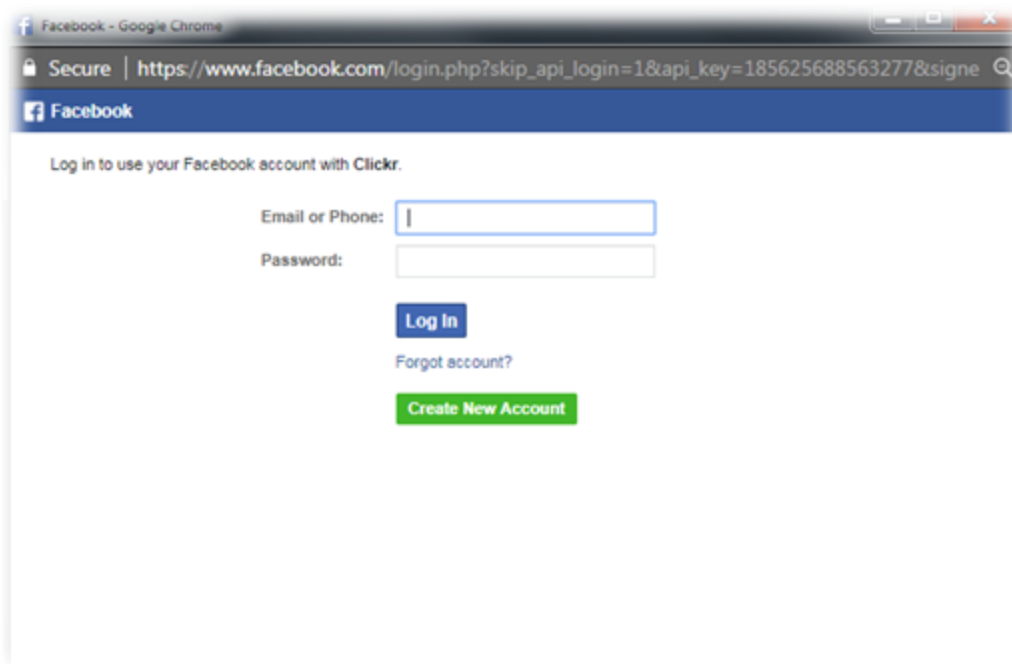 Facebook - Google Chrome
Secure | https://www.facebook.com/login.php?skip_api_login=1&api_key=185625688563277&signe
Facebook
Log in to use your Facebook account with Clickr.
Email or Phone:
Password:
Log In
Forgot account?
Create New Account